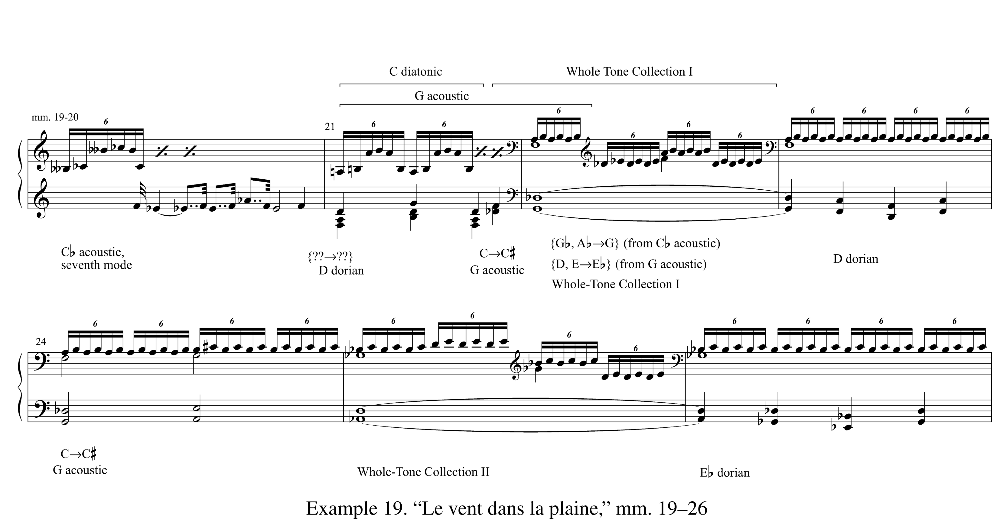 C diatonic
Whole Tone Collection I
G acoustic
mm. 19-20
6
6
6
6
6
6
6
6
6
6
6
21
C♭ acoustic,
seventh mode
{??→??}
D dorian
C→C♯
G acoustic
{G♭, A♭→G} (from C♭ acoustic)
{D, E→E♭} (from G acoustic)
Whole-Tone Collection I
D dorian
24
6
6
6
6
6
6
6
6
6
6
6
6
C→C♯
G acoustic
Whole-Tone Collection II
E♭ dorian
Example 19. “Le vent dans la plaine,” mm. 19–26